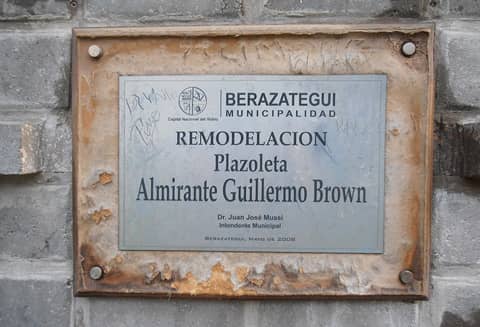 BERAZATEGUI
MUNICIPALIDAD
Capital Nacional del Vidrio
REMODELACION
Plazoleta
Almirante Guillermo Brown
Dr. Juan José Mussi
Intendente Municipal
Berazategui, Mayo de 2008